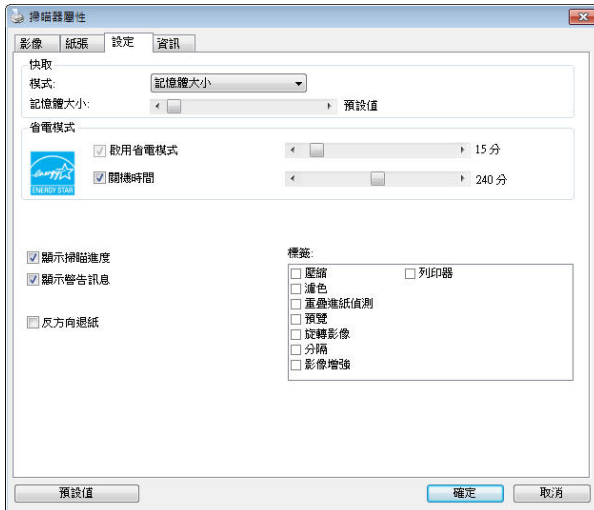 掃瞄器屬性
影像 紙張 設定 資訊
快取
模式: 記憶體大小
記憶體大小: 預設值
省電模式
啟用省電模式 15 分
關機時間 240 分
energy
ENERGY STAR
顯示掃瞄進度
顯示警告訊息
反方向退紙
標籤:
壓縮 列印器
濾色
重疊進紙偵測
預覽
旋轉影像
分隔
影像增強
預設值 確定 取消